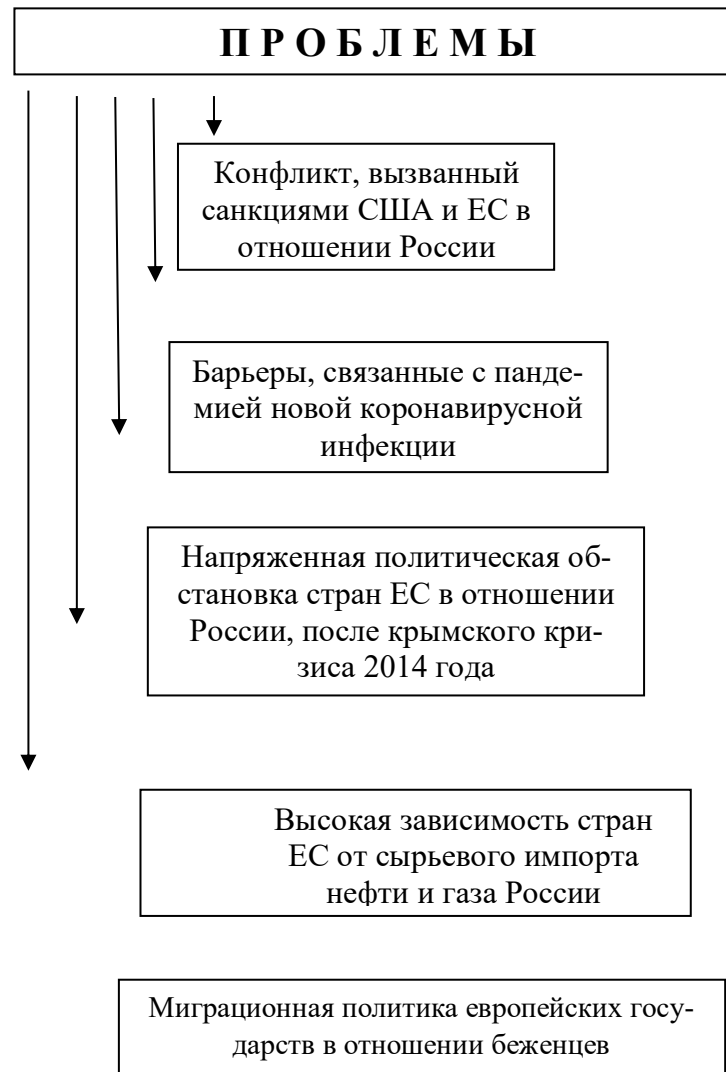 П Р О Б Л Е М Ы
Конфликт, вызванный
санкциями США и ЕС в
отношении России
Барьеры, связанные с панде-
мией новой коронавирусной
инфекции
Напряженная политическая об-
становка стран ЕС в отношении
России, после крымского кри-
зиса 2014 года
Высокая зависимость стран
ЕС от сырьевого импорта
нефти и газа России
Миграционная политика европейских госу-
дарств в отношении беженцев